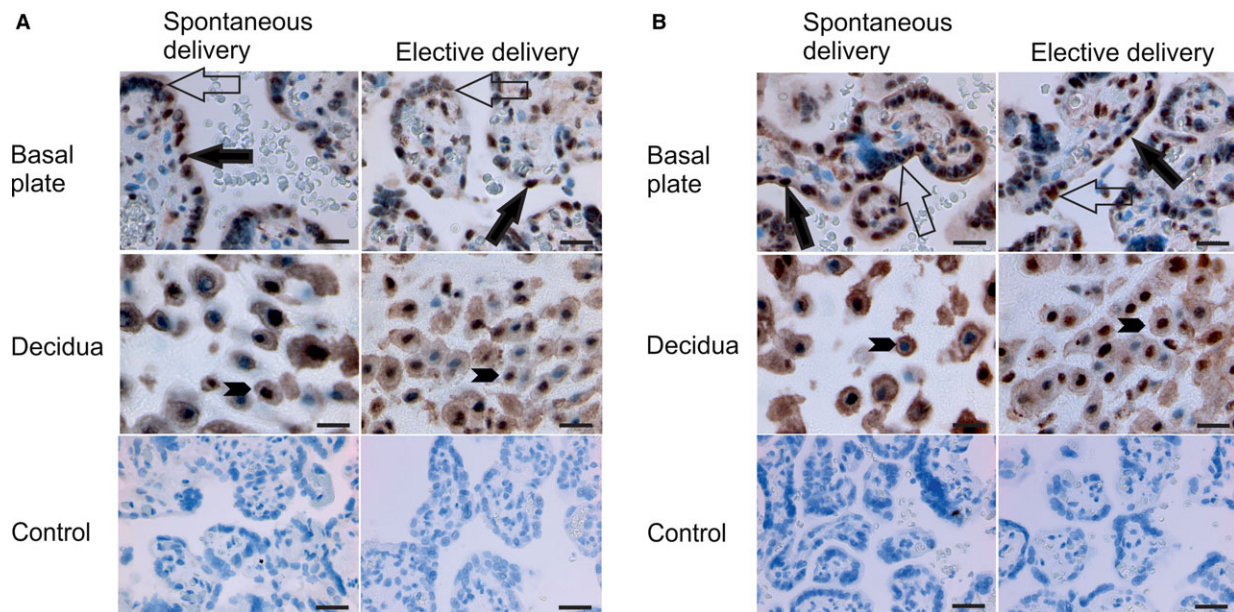 A
Spontaneous
delivery
Elective delivery
Basal
plate
Decidua
Control
B
Spontaneous
delivery
Elective delivery
Basal
plate
Decidua
Control